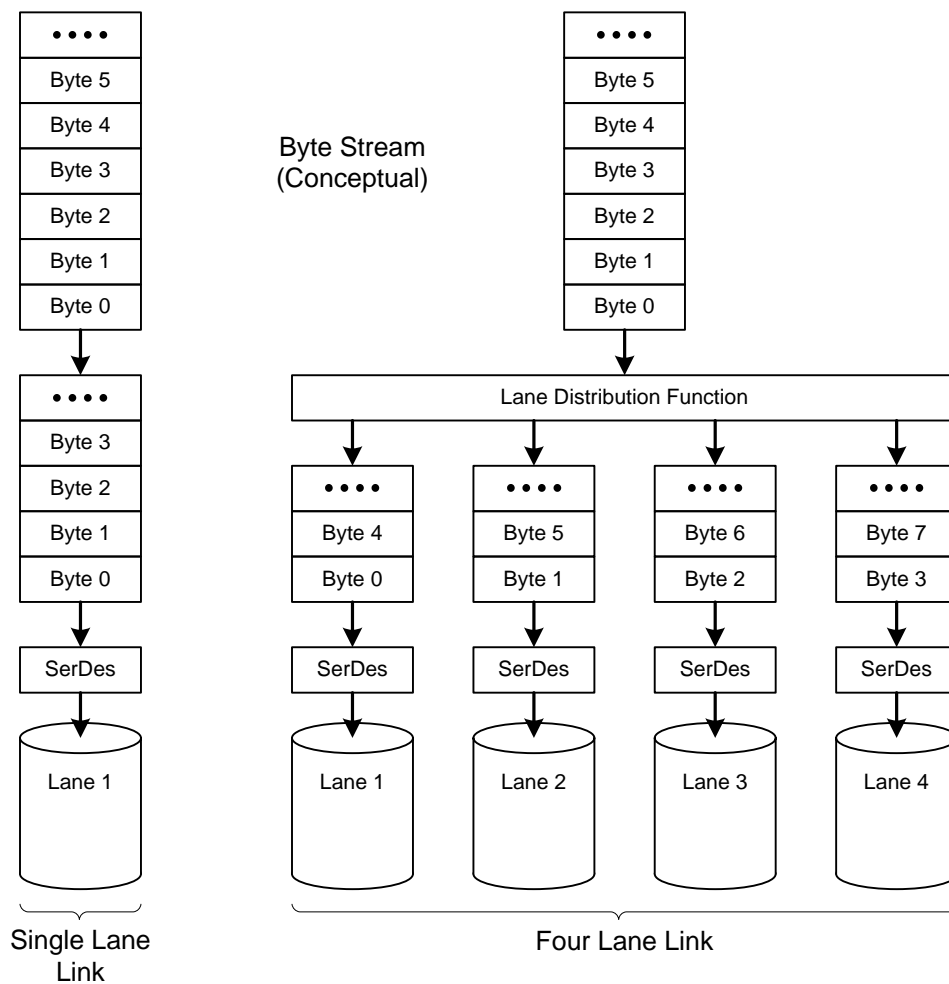 • • • •
Byte 5
Byte 4
Byte 3
Byte 2
Byte 1
Byte 0
• • • •
Byte 3
Byte 2
Byte 1
Byte 0
SerDes
Lane 1
Single Lane
Link
Byte Stream
(Conceptual)
• • • •
Byte 5
Byte 4
Byte 3
Byte 2
Byte 1
Byte 0
Lane Distribution Function
• • • •
Byte 4
Byte 0
SerDes
Lane 1
• • • •
Byte 5
Byte 1
SerDes
Lane 2
• • • •
Byte 6
Byte 2
SerDes
Lane 3
• • • •
Byte 7
Byte 3
SerDes
Lane 4
Four Lane Link